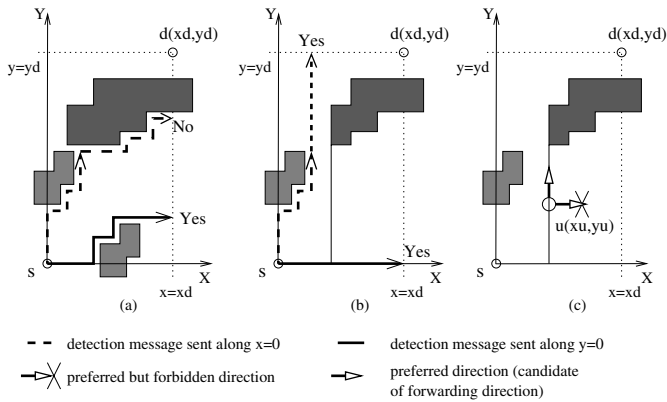 Y
d(xd,yd)
y=yd
No
Yes
s
X
x=xd
(a)
Y
d(xd,yd)
Yes
y=yd
Yes
s
X
x=xd
(b)
Y
d(xd,yd)
y=yd
u(xu,yu)
s
X
x=xd
(c)
detection message sent along x=0
detection message sent along y=0
preferred but forbidden direction
preferred direction (candidate
of forwarding direction)